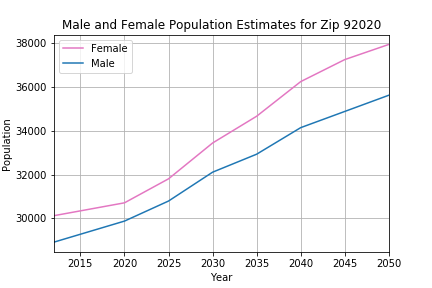 Male and Female Population Estimates for Zip 92020
Female
Male
38000
36000
34000
32000
30000
Population
2015 2020 2025 2030 2035 2040 2045 2050
Year